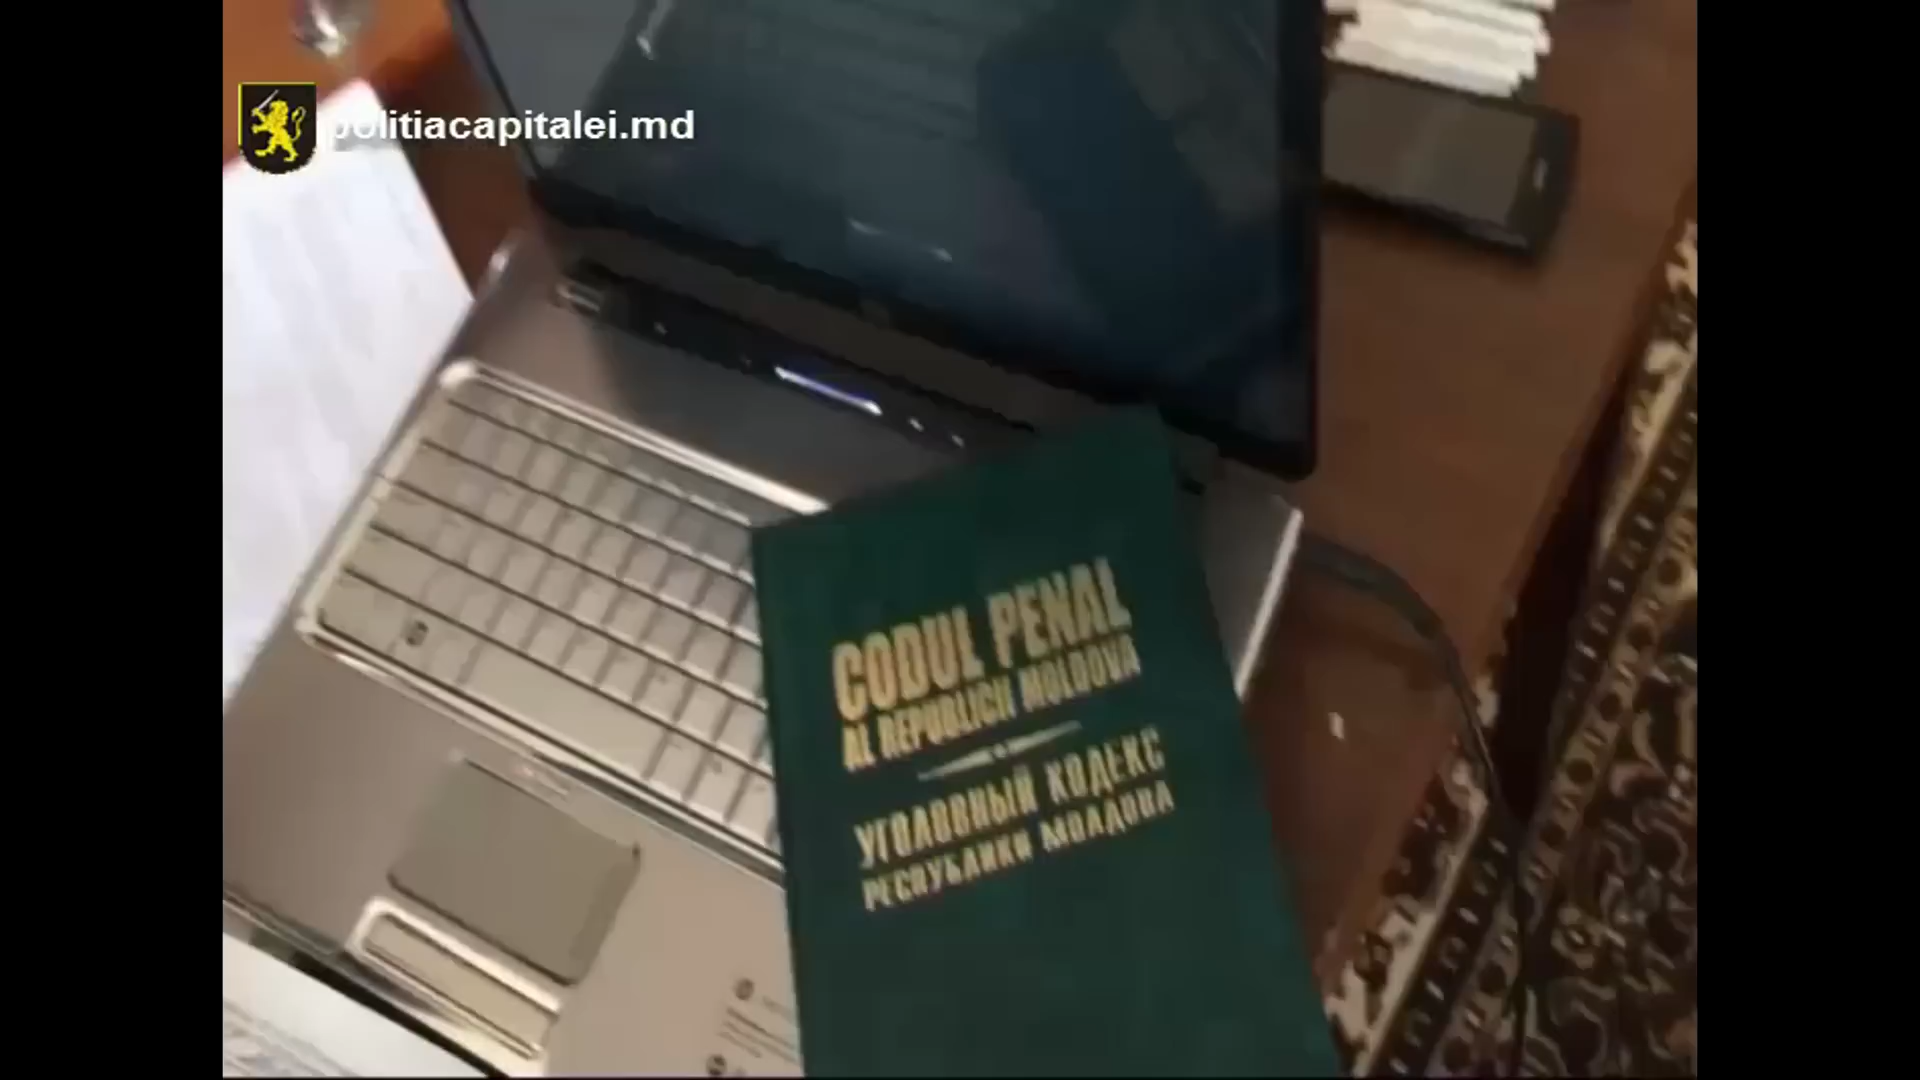 politiacapitalei.md
CODUL PENAL
AL REPUBLICII MOLDOVA
УГОЛОВНЫЙ КОДЕКС
РЕСПУБЛИКИ МОЛДОВА